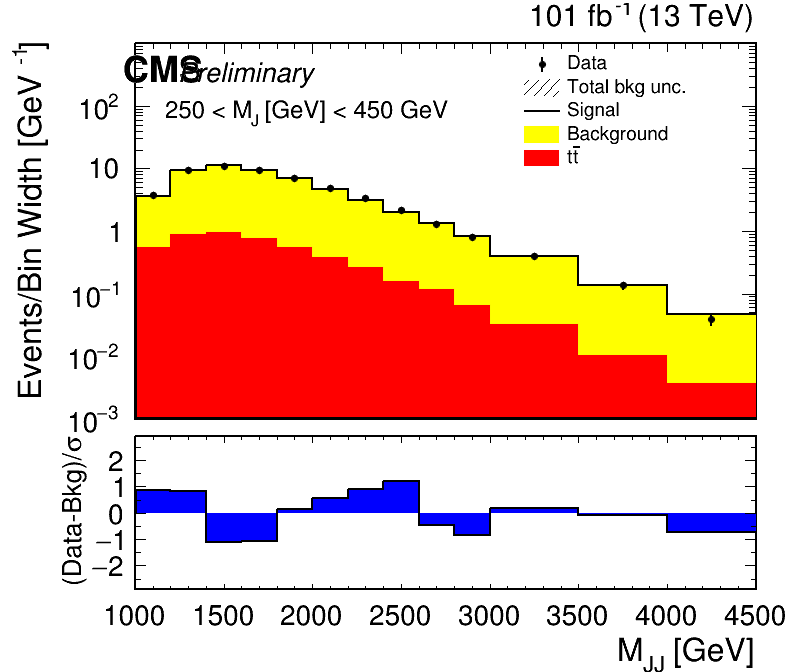 101 fb⁻¹ (13 TeV)
CMS Preliminary
250 < M_J [GeV] < 450 GeV
Data
Total bkg unc.
Signal
Background
tt̄
Events/Bin Width [GeV⁻¹]
10²
10
1
10⁻¹
10⁻²
10⁻³
(Data-Bkg)/σ
2
1
0
−1
−2
1000 1500 2000 2500 3000 3500 4000 4500
M_JJ [GeV]